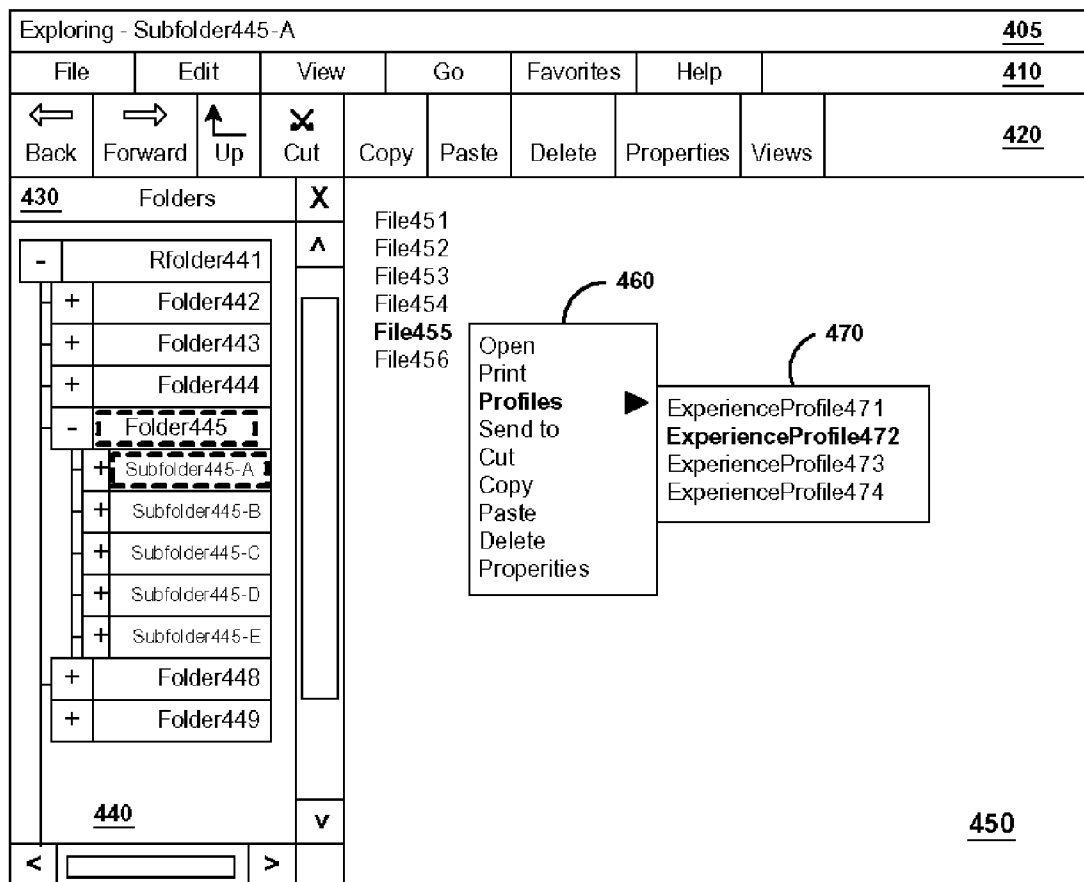 Exploring - Subfolder445-A 405
File Edit View Go Favorites Help 410
Back Forward Up Cut Copy Paste Delete Properties Views 420
430 Folders X
File451
File452
File453
File454
File455
File456
^
- Rfolder441
+ Folder442
+ Folder443
+ Folder444
- Folder445
+ Subfolder445-A
+ Subfolder445-B
+ Subfolder445-C
+ Subfolder445-D
+ Subfolder445-E
+ Folder448
+ Folder449
440
v
< >
460
Open
Print
Profiles
Send to
Cut
Copy
Paste
Delete
Properities
470
ExperienceProfile471
ExperienceProfile472
ExperienceProfile473
ExperienceProfile474
450